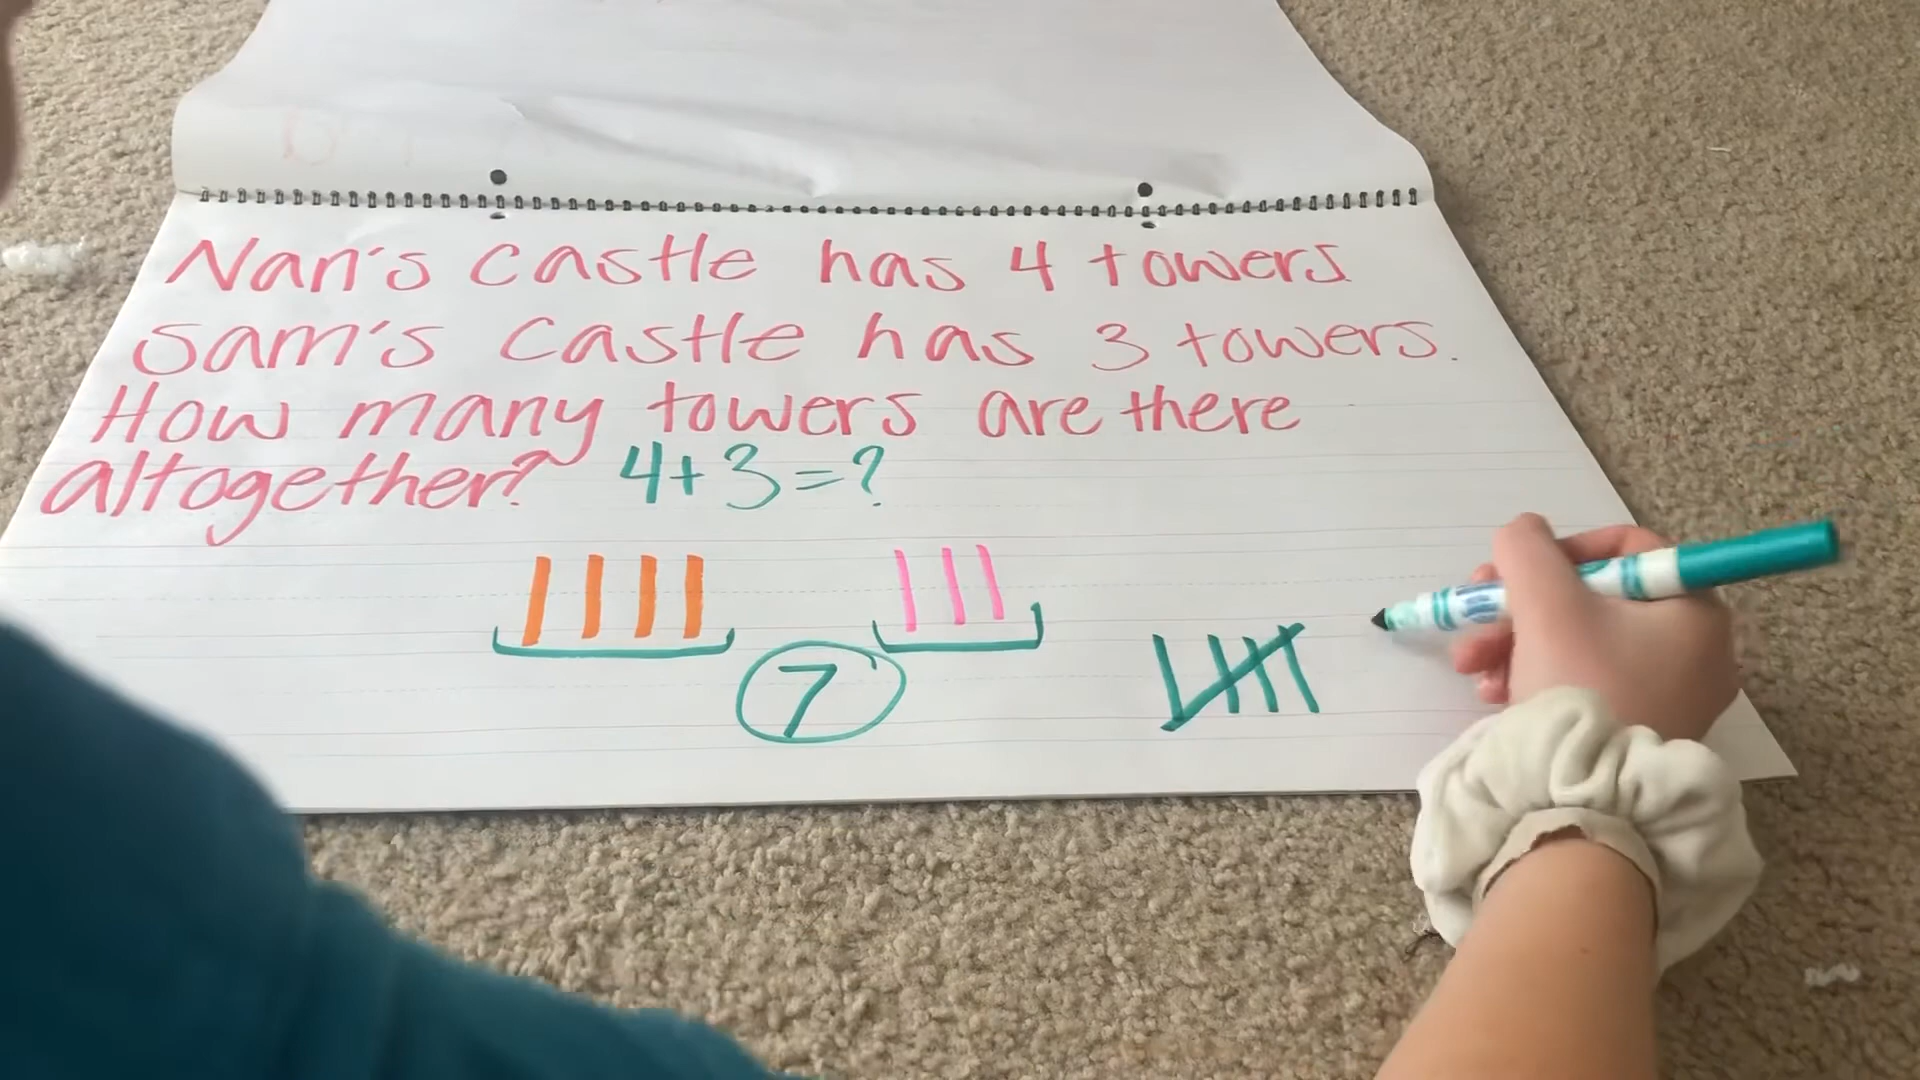 Nan's castle has 4 towers.
Sam's castle has 3 towers.
How many towers are there
altogether? 4+3=?
7